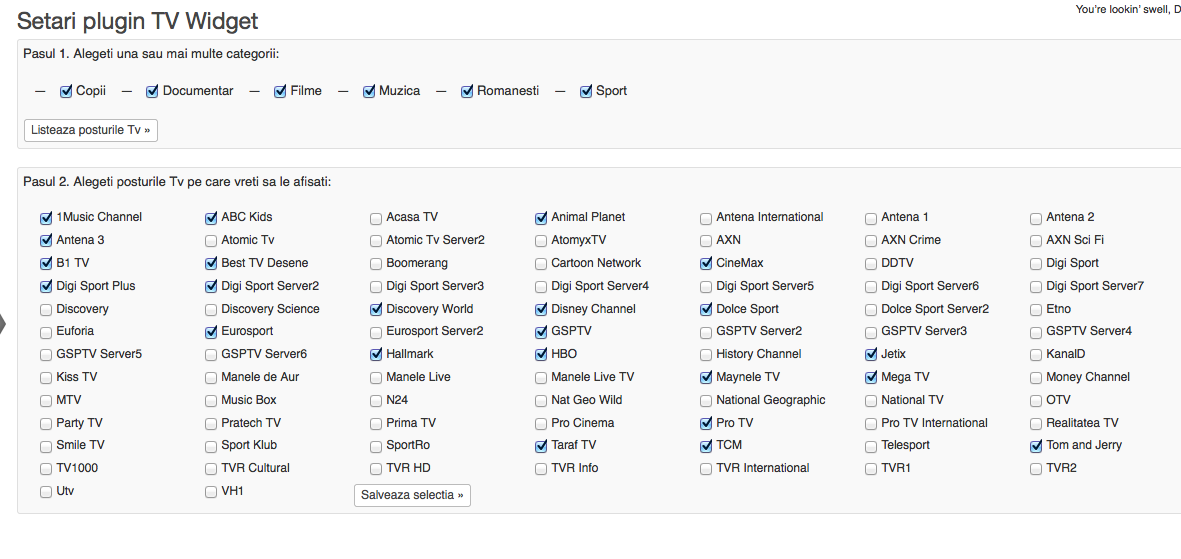 You're lookin' swell, D
Setari plugin TV Widget
Pasul 1. Alegeti una sau mai multe categorii:
— Copii — Documentar — Filme — Muzica — Romanesti — Sport
Listeaza posturile Tv »
Pasul 2. Alegeti posturile Tv pe care vreti sa le afisati:
1Music Channel ABC Kids Acasa TV Animal Planet Antena International Antena 1 Antena 2
Antena 3 Atomic Tv Atomic Tv Server2 AtomyxTV AXN AXN Crime AXN Sci Fi
B1 TV Best TV Desene Boomerang Cartoon Network CineMax DDTV Digi Sport
Digi Sport Plus Digi Sport Server2 Digi Sport Server3 Digi Sport Server4 Digi Sport Server5 Digi Sport Server6 Digi Sport Server7
Discovery Discovery Science Discovery World Disney Channel Dolce Sport Dolce Sport Server2 Etno
Euforia Eurosport Eurosport Server2 GSPTV GSPTV Server2 GSPTV Server3 GSPTV Server4
GSPTV Server5 GSPTV Server6 Hallmark HBO History Channel Jetix KanalD
Kiss TV Manele de Aur Manele Live Manele Live TV Maynele TV Mega TV Money Channel
MTV Music Box N24 Nat Geo Wild National Geographic National TV OTV
Party TV Pratech TV Prima TV Pro Cinema Pro TV Pro TV International Realitatea TV
Smile TV Sport Klub SportRo Taraf TV TCM Telesport Tom and Jerry
TV1000 TVR Cultural TVR HD TVR Info TVR International TVR1 TVR2
Utv VH1 Salveaza selectia »